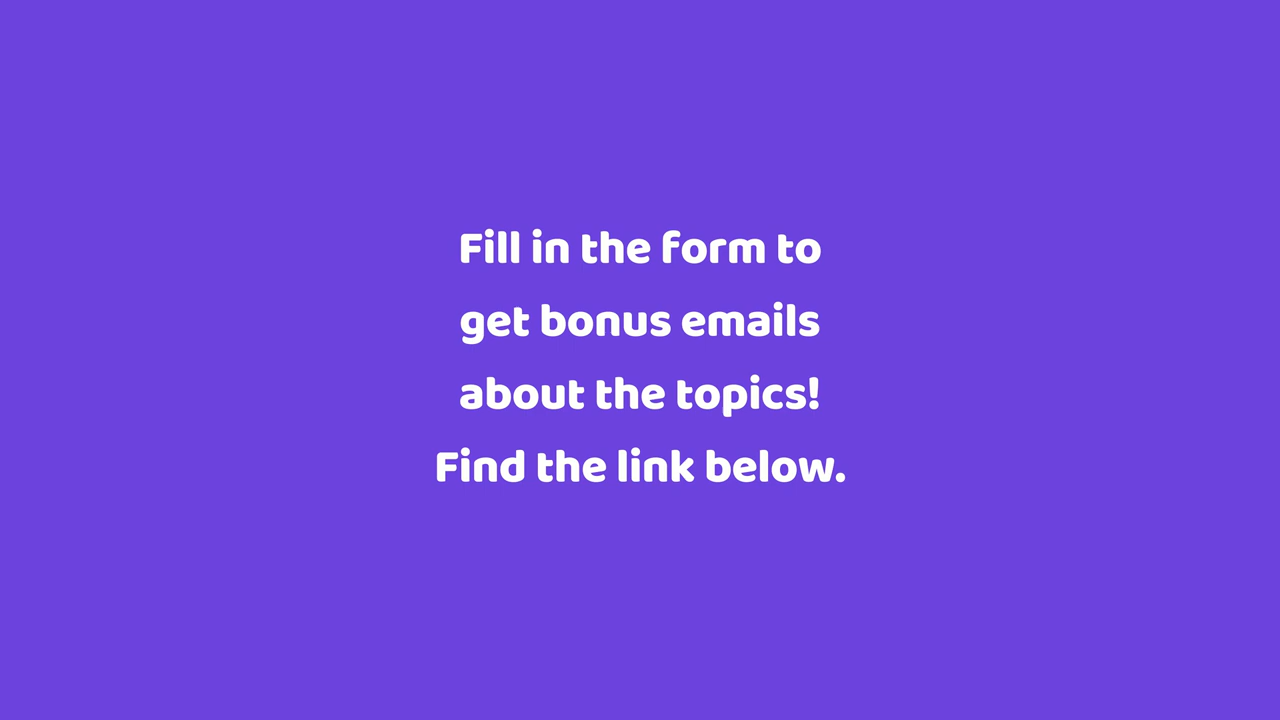 Fill in the form to
get bonus emails
about the topics!
Find the link below.